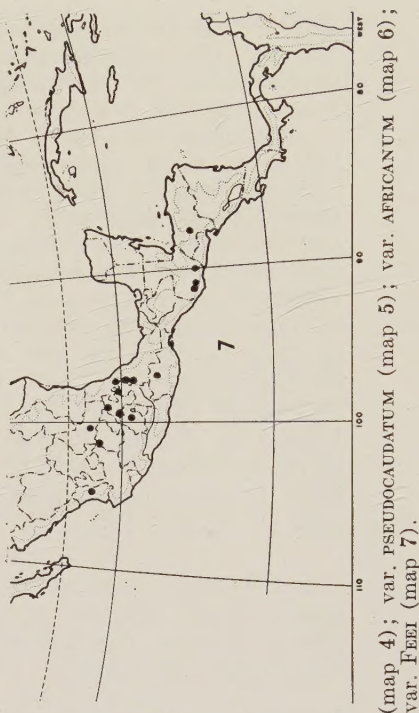 7
110
100
90
80
WEST
(map 4); var. PSEUDOCAUDATUM (map 5); var. AFRICANUM (map 6);
var. FEEI (map 7).